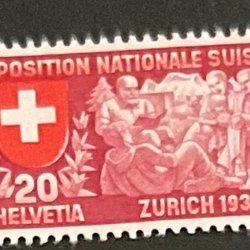 POSITION NATIONALE SUIS
20
HELVETIA
ZURICH 193